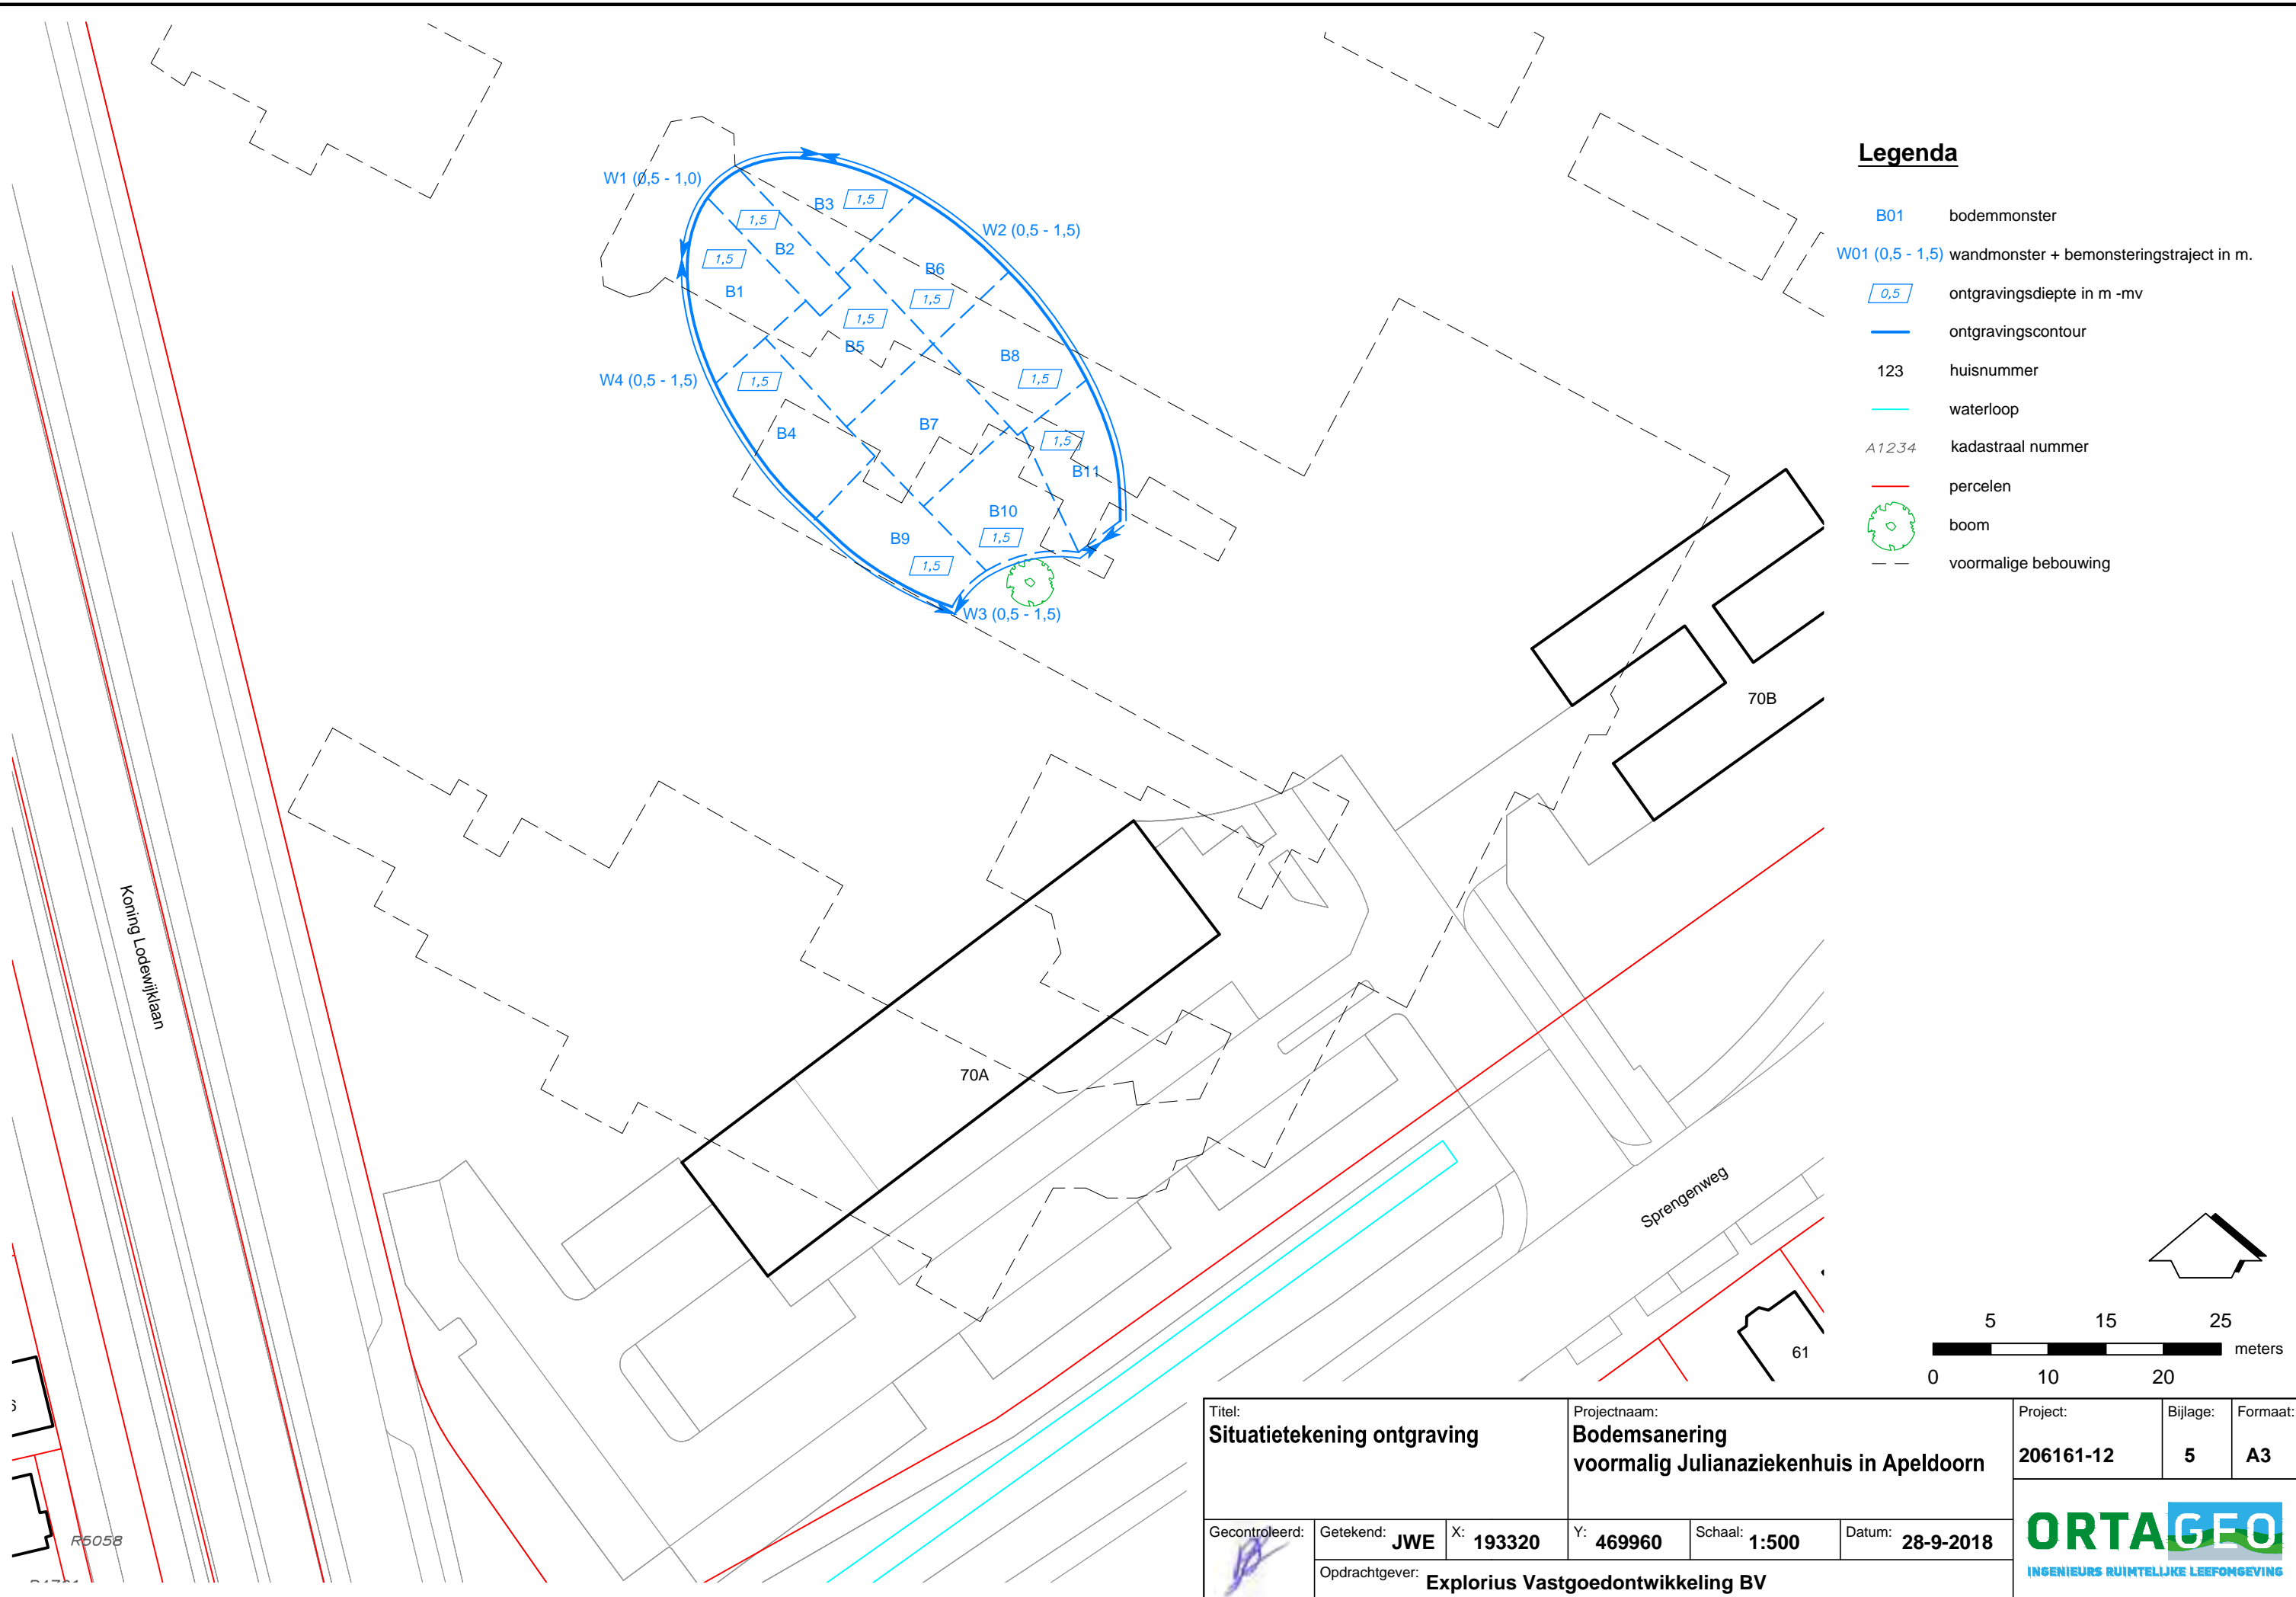 W1 (0,5 - 1,0)
B3
1,5
1,5
W2 (0,5 - 1,5)
B2
1,5
B6
B1
1,5
1,5
B5
B8
W4 (0,5 - 1,5)
1,5
1,5
B7
B4
1,5
B11
B10
B9
1,5
1,5
W3 (0,5 - 1,5)
Legenda
B01 bodemmonster
W01 (0,5 - 1,5) wandmonster + bemonsteringstraject in m.
0,5 ontgravingsdiepte in m -mv
ontgravingscontour
123 huisnummer
waterloop
A1234 kadastraal nummer
percelen
boom
voormalige bebouwing
70B
Koning Lodewijklaan
70A
Sprengenweg
61
R5058
5 15 25
meters
0 10 20
Titel:
Situatietekening ontgraving
Projectnaam:
Bodemsanering
voormalig Julianaziekenhuis in Apeldoorn
Project:
206161-12
Bijlage:
5
Formaat:
A3
Gecontroleerd:
Getekend: JWE
X: 193320
Y: 469960
Schaal: 1:500
Datum: 28-9-2018
Opdrachtgever: Explorius Vastgoedontwikkeling BV
ORTAGEO
INGENIEURS RUIMTELIJKE LEEFOMGEVING